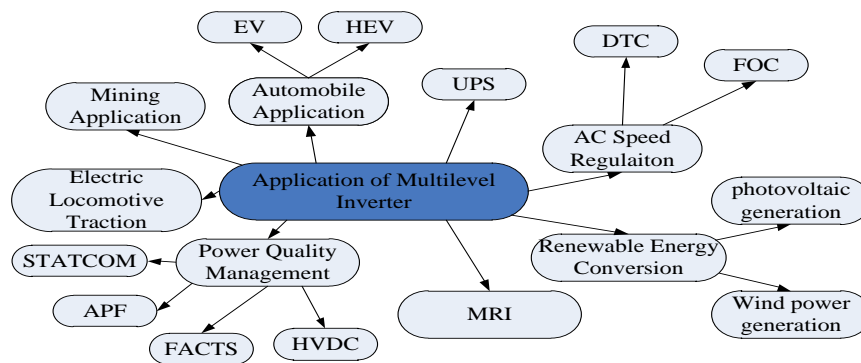 EV
HEV
DTC
FOC
Mining
Application
Automobile
Application
UPS
AC Speed
Regulaiton
Electric
Locomotive
Traction
Application of Multilevel
Inverter
photovoltaic
generation
Power Quality
Management
Renewable Energy
Conversion
STATCOM
APF
FACTS
HVDC
MRI
Wind power
generation